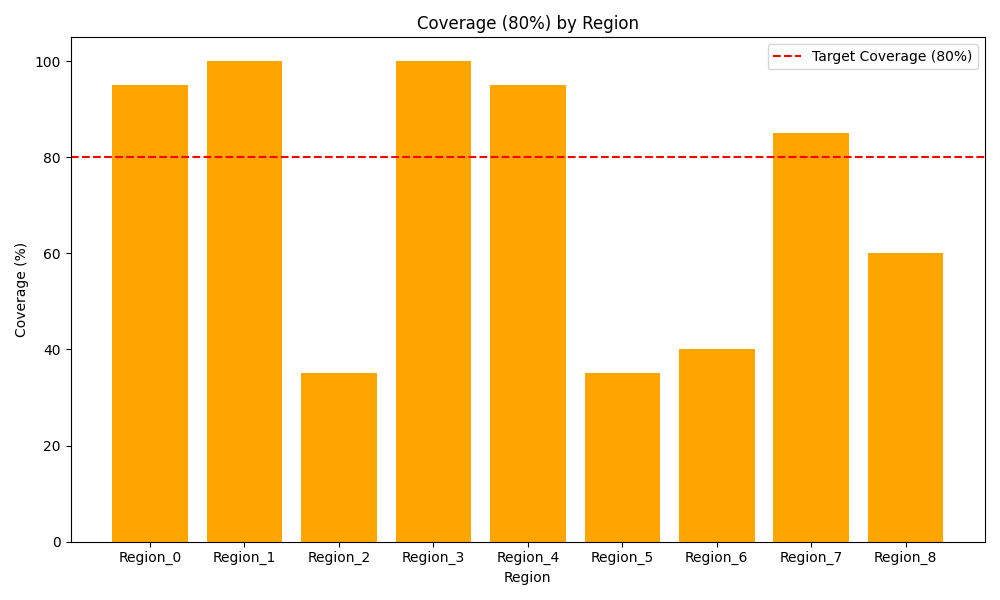 Coverage (80%) by Region
Target Coverage (80%)
Coverage (%)
100
80
60
40
20
0
Region_0 Region_1 Region_2 Region_3 Region_4 Region_5 Region_6 Region_7 Region_8
Region